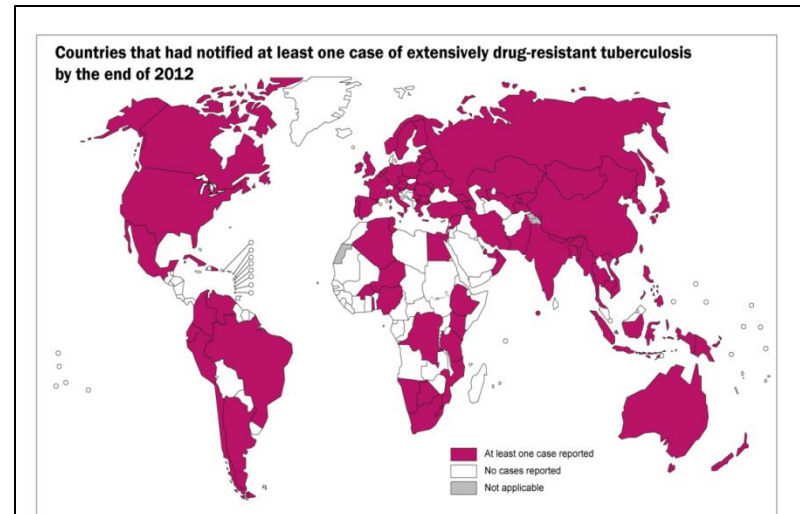 Countries that had notified at least one case of extensively drug-resistant tuberculosis
by the end of 2012
At least one case reported
No cases reported
Not applicable